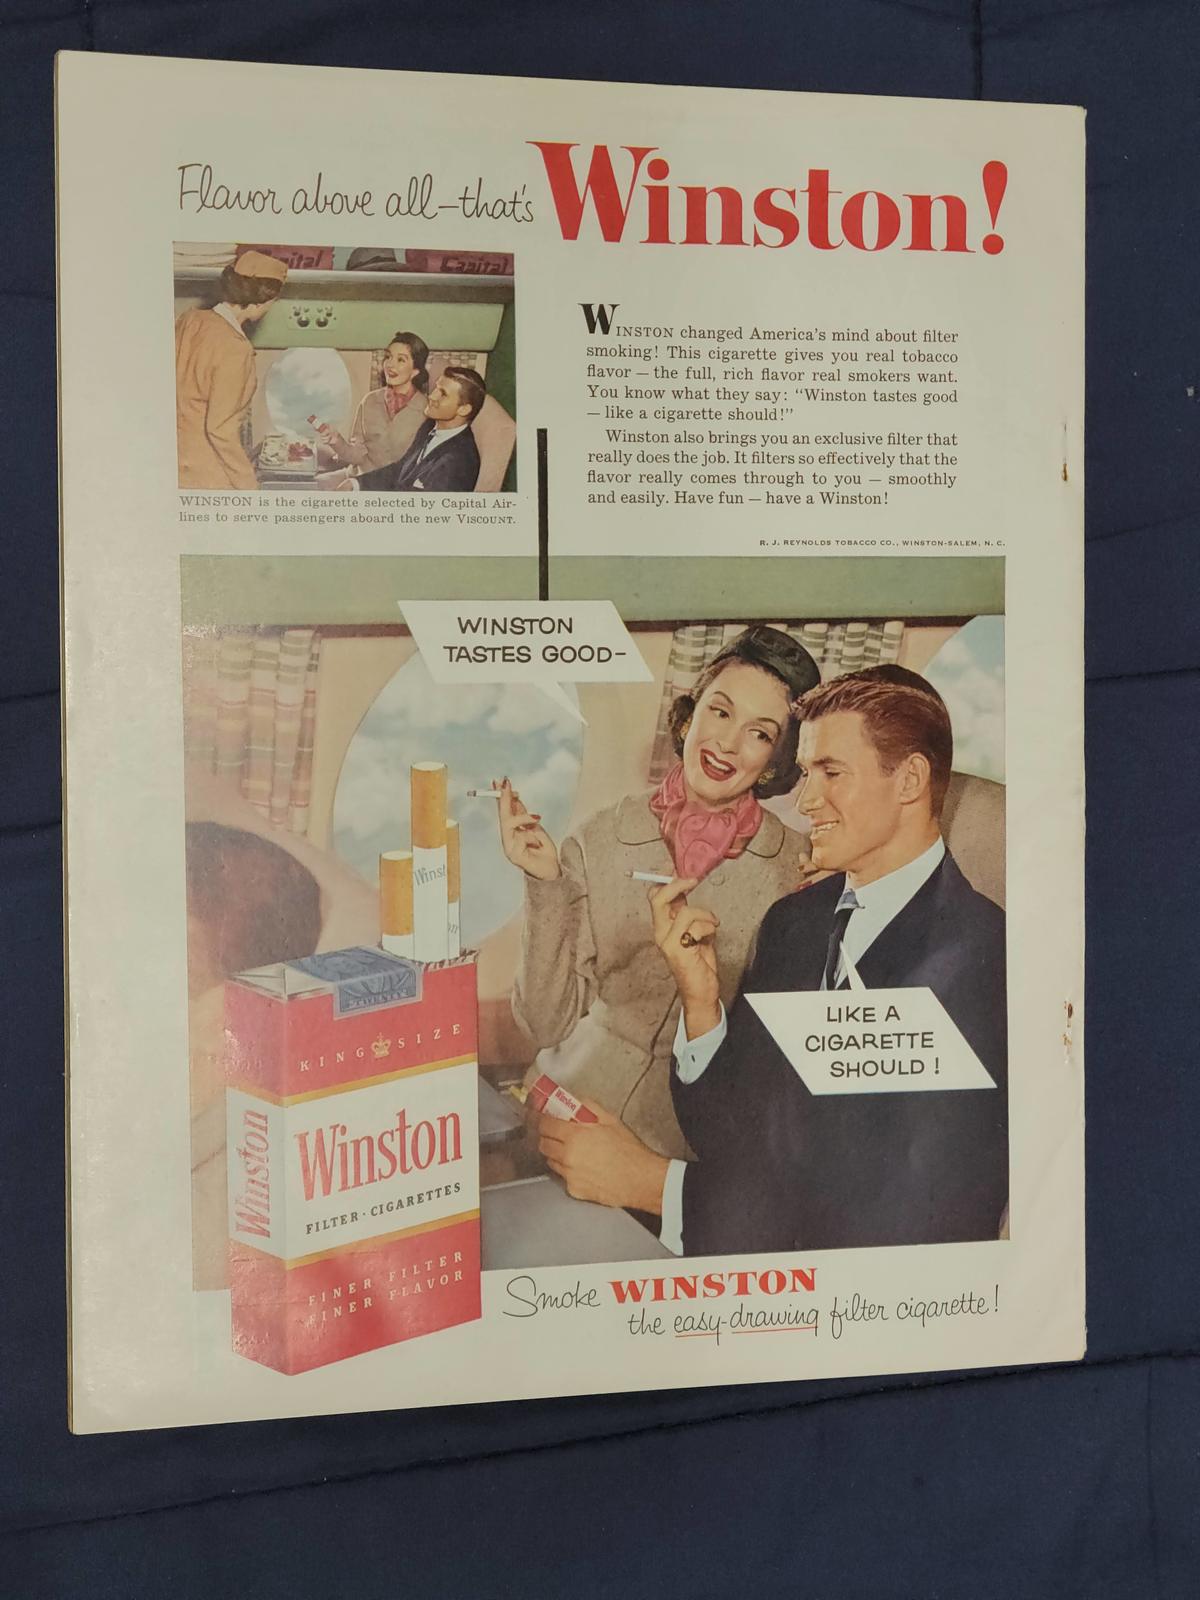 Flavor above all—that's Winston!
Capital
WINSTON is the cigarette selected by Capital Air-
lines to serve passengers aboard the new VISCOUNT.
WINSTON changed America's mind about filter
smoking! This cigarette gives you real tobacco
flavor — the full, rich flavor real smokers want.
You know what they say: “Winston tastes good
— like a cigarette should!”
Winston also brings you an exclusive filter that
really does the job. It filters so effectively that the
flavor really comes through to you — smoothly
and easily. Have fun — have a Winston!
R. J. REYNOLDS TOBACCO CO., WINSTON-SALEM, N. C.
WINSTON
TASTES GOOD—
LIKE A
CIGARETTE
SHOULD!
Winst
TWENTY
KING SIZE
Winston
Winston
FILTER·CIGARETTES
FINER FILTER
FINER FLAVOR
Winston
Smoke WINSTON
the easy-drawing filter cigarette!